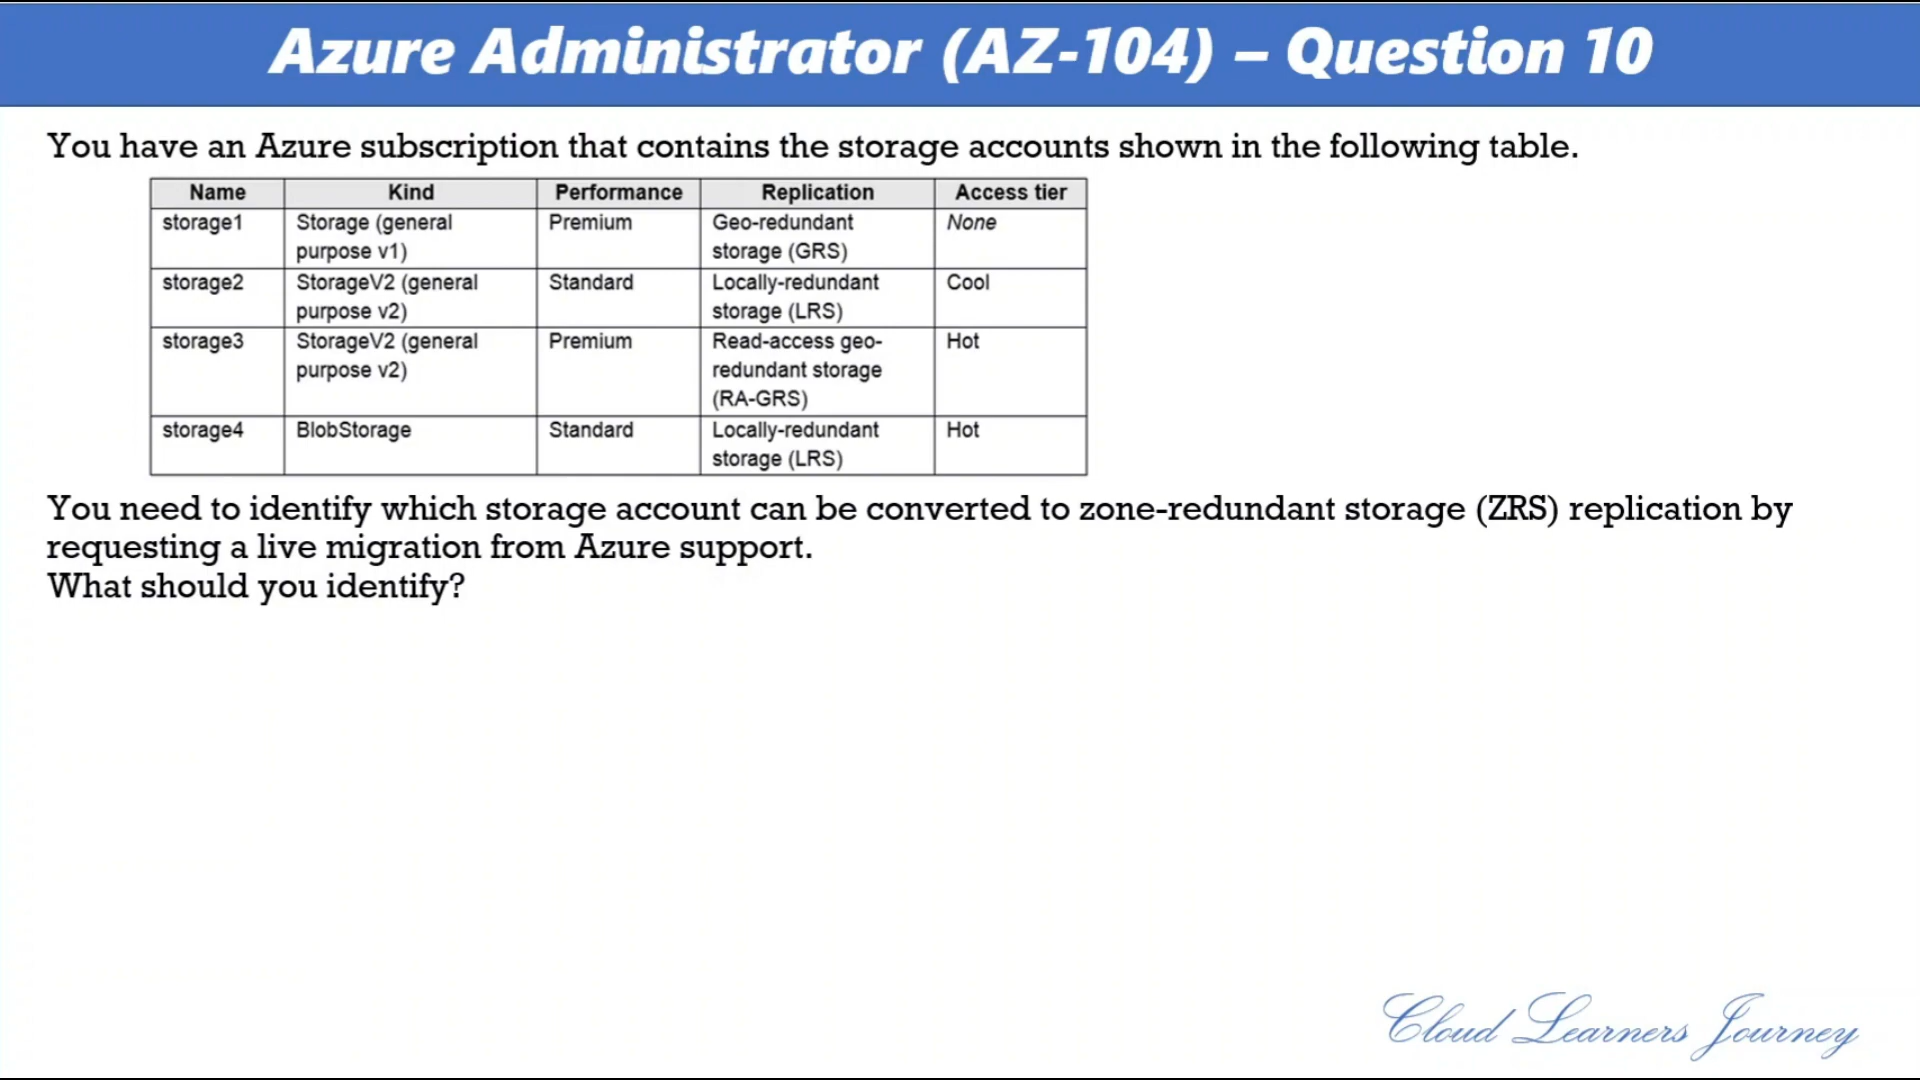 Azure Administrator (AZ-104) – Question 10
You have an Azure subscription that contains the storage accounts shown in the following table.
Name Kind Performance Replication Access tier
storage1 Storage (general purpose v1) Premium Geo-redundant storage (GRS) None
storage2 StorageV2 (general purpose v2) Standard Locally-redundant storage (LRS) Cool
storage3 StorageV2 (general purpose v2) Premium Read-access geo-redundant storage (RA-GRS) Hot
storage4 BlobStorage Standard Locally-redundant storage (LRS) Hot
You need to identify which storage account can be converted to zone-redundant storage (ZRS) replication by
requesting a live migration from Azure support.
What should you identify?
Cloud Learners Journey